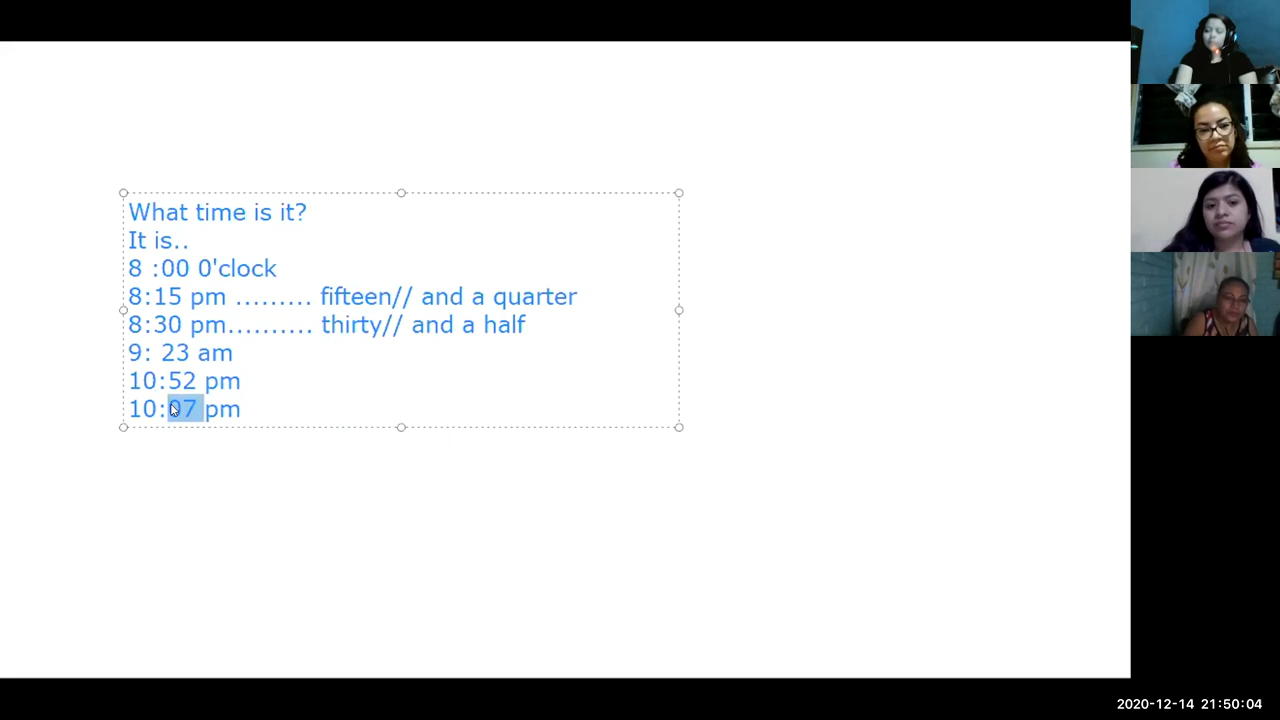 What time is it?
It is..
8 :00 0'clock
8:15 pm ......... fifteen// and a quarter
8:30 pm.......... thirty// and a half
9: 23 am
10:52 pm
10:07 pm
2020-12-14 21:50:04